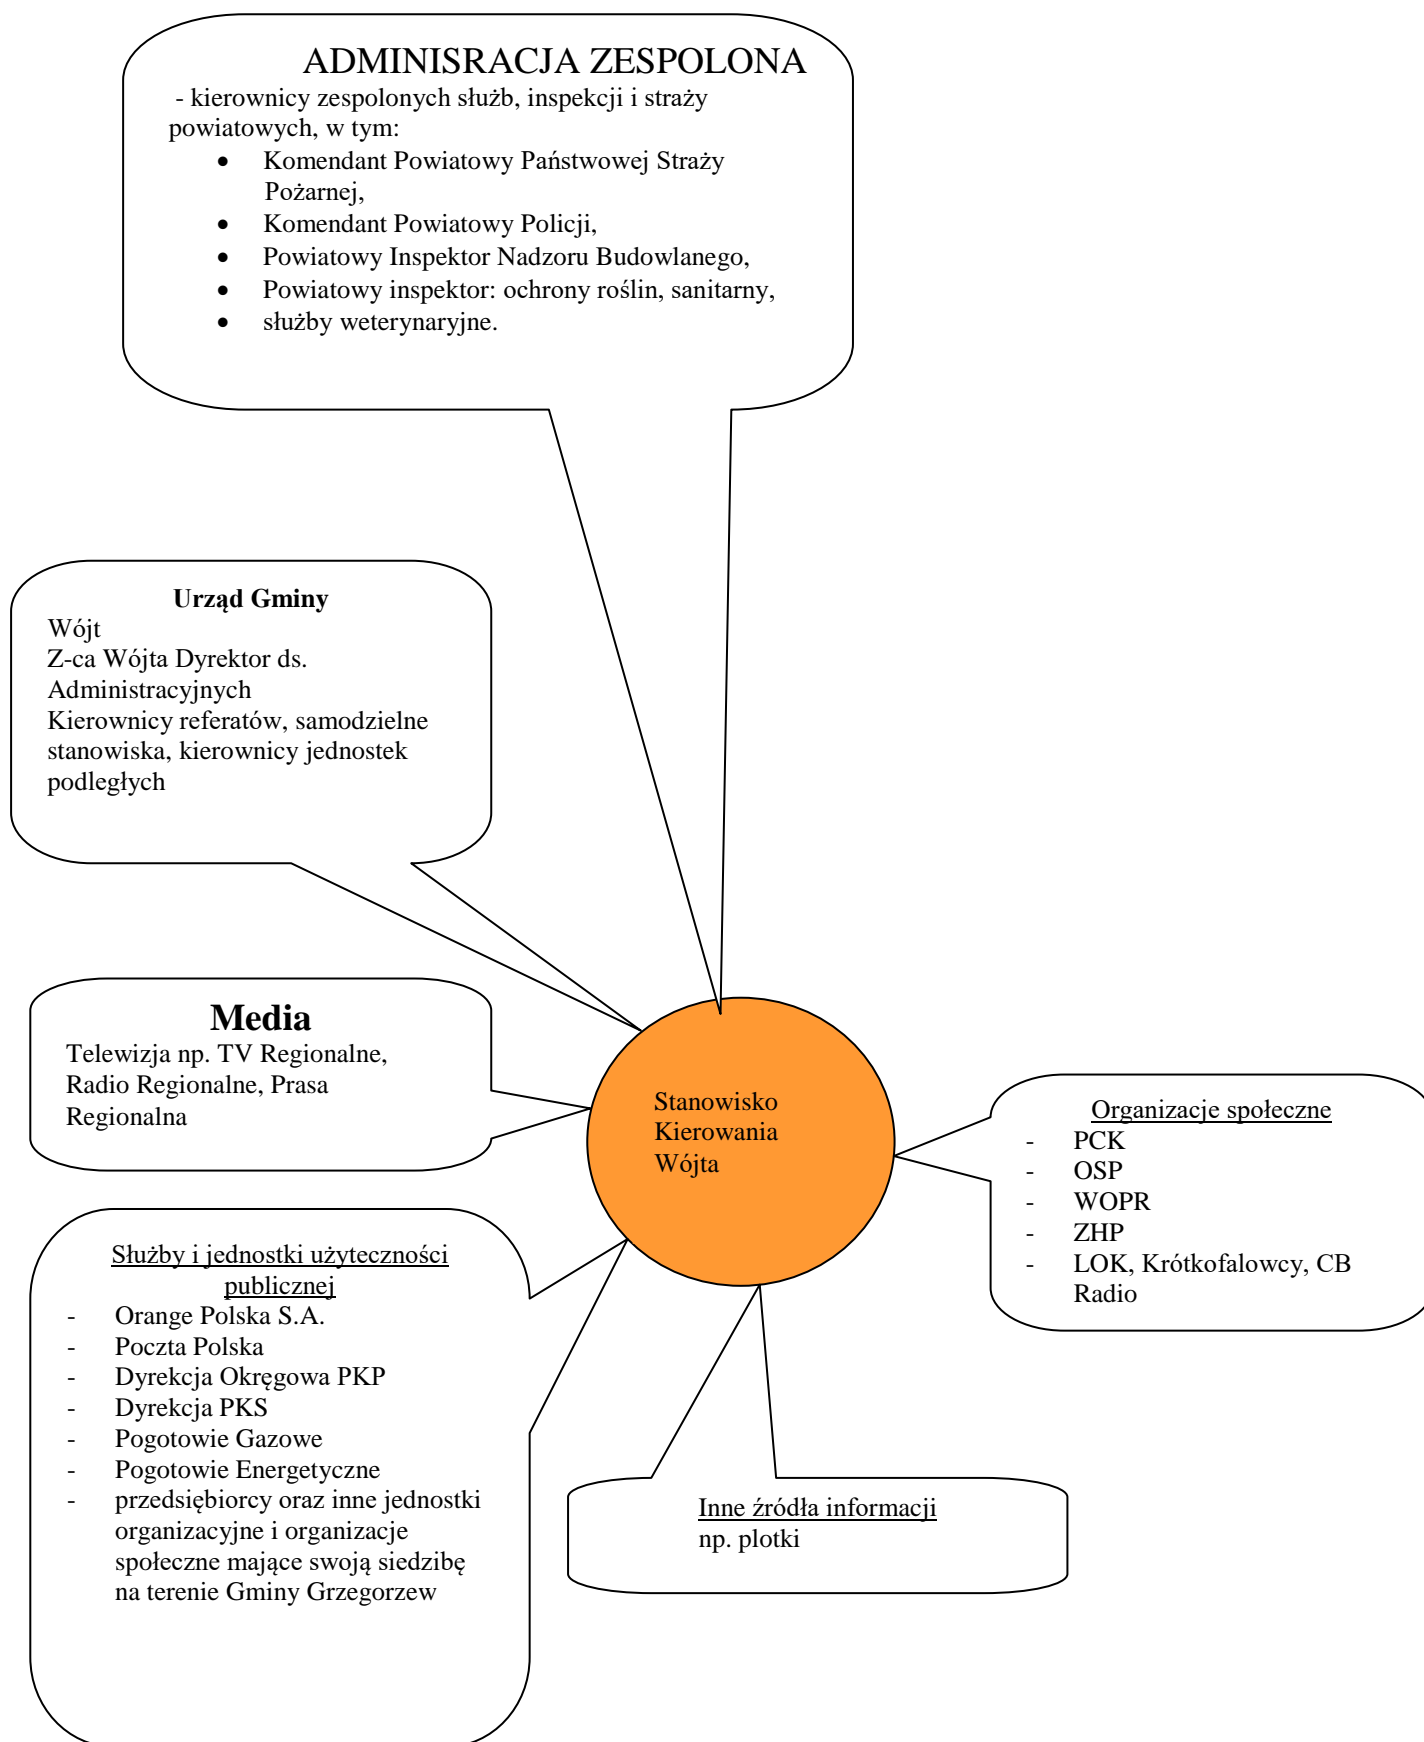 ADMINISRACJA ZESPOLONA
- kierownicy zespolonych służb, inspekcji i straży
powiatowych, w tym:
• Komendant Powiatowy Państwowej Straży
Pożarnej,
• Komendant Powiatowy Policji,
• Powiatowy Inspektor Nadzoru Budowlanego,
• Powiatowy inspektor: ochrony roślin, sanitarny,
• służby weterynaryjne.
Urząd Gminy
Wójt
Z-ca Wójta Dyrektor ds.
Administracyjnych
Kierownicy referatów, samodzielne
stanowiska, kierownicy jednostek
podległych
Media
Telewizja np. TV Regionalne,
Radio Regionalne, Prasa
Regionalna
Stanowisko
Kierowania
Wójta
Organizacje społeczne
- PCK
- OSP
- WOPR
- ZHP
- LOK, Krótkofalowcy, CB
Radio
Służby i jednostki użyteczności
publicznej
- Orange Polska S.A.
- Poczta Polska
- Dyrekcja Okręgowa PKP
- Dyrekcja PKS
- Pogotowie Gazowe
- Pogotowie Energetyczne
- przedsiębiorcy oraz inne jednostki
organizacyjne i organizacje
społeczne mające swoją siedzibę
na terenie Gminy Grzegorzew
Inne źródła informacji
np. plotki